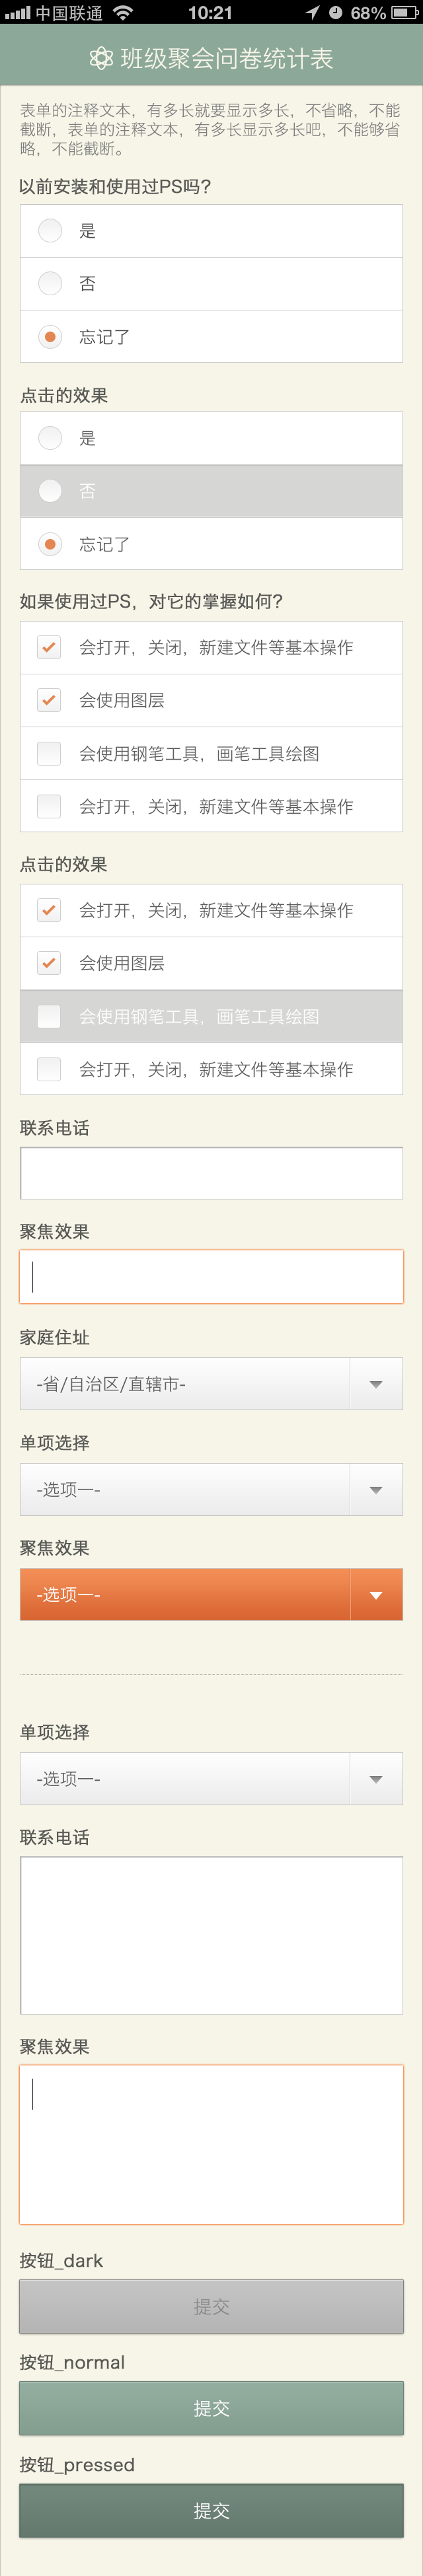 中国联通 10:21 68%
班级聚会问卷统计表
表单的注释文本，有多长就要显示多长，不省略，不能
截断，表单的注释文本，有多长显示多长吧，不能够省
略，不能截断。
以前安装和使用过PS吗？
是
否
忘记了
点击的效果
是
否
忘记了
如果使用过PS，对它的掌握如何？
会打开，关闭，新建文件等基本操作
会使用图层
会使用钢笔工具，画笔工具绘图
会打开，关闭，新建文件等基本操作
点击的效果
会打开，关闭，新建文件等基本操作
会使用图层
会使用钢笔工具，画笔工具绘图
会打开，关闭，新建文件等基本操作
联系电话
聚焦效果
家庭住址
-省/自治区/直辖市-
单项选择
-选项一-
聚焦效果
-选项一-
单项选择
-选项一-
联系电话
聚焦效果
按钮_dark
提交
按钮_normal
提交
按钮_pressed
提交